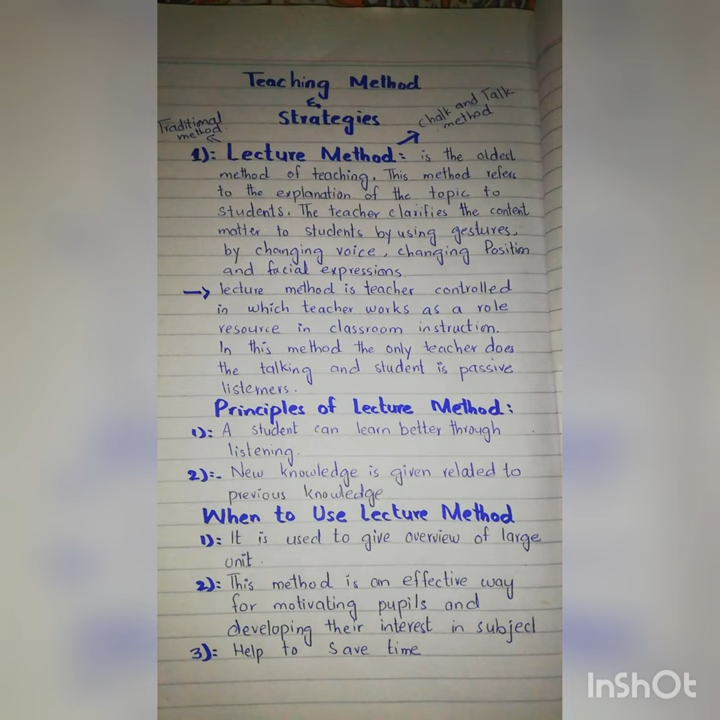 Teaching Method
&
Strategies
Traditional
method
Chalk and Talk
method
1): Lecture Method: is the oldest
method of teaching. This method refers
to the explanation of the topic to
students. The teacher clarifies the content
matter to students by using gestures,
by changing voice, changing Position
and facial expressions.
→ lecture method is teacher controlled
in which teacher works as a role
resource in classroom instruction.
In this method the only teacher does
the talking and student is passive
listerners.
Principles of Lecture Method:
1): A student can learn better through
listening.
2):- New knowledge is given related to
previous knowledge
When to Use Lecture Method
1): It is used to give overview of large
unit.
2): This method is an effective way
for motivating pupils and
developing their interest in subject
3): Help to save time
InShOt